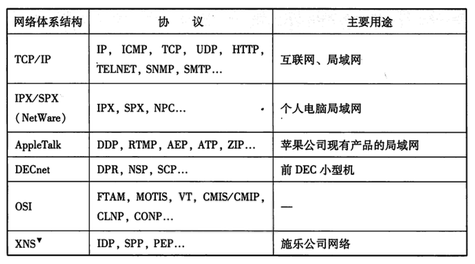 网络体系结构 协 议 主要用途
TCP/IP IP, ICMP, TCP, UDP, HTTP, TELNET, SNMP, SMTP… 互联网、局域网
IPX/SPX (NetWare) IPX, SPX, NPC… 个人电脑局域网
AppleTalk DDP, RTMP, AEP, ATP, ZIP… 苹果公司现有产品的局域网
DECnet DPR, NSP, SCP… 前DEC小型机
OSI FTAM, MOTIS, VT, CMIS/CMIP, CLNP, CONP… —
XNS▼ IDP, SPP, PEP… 施乐公司网络